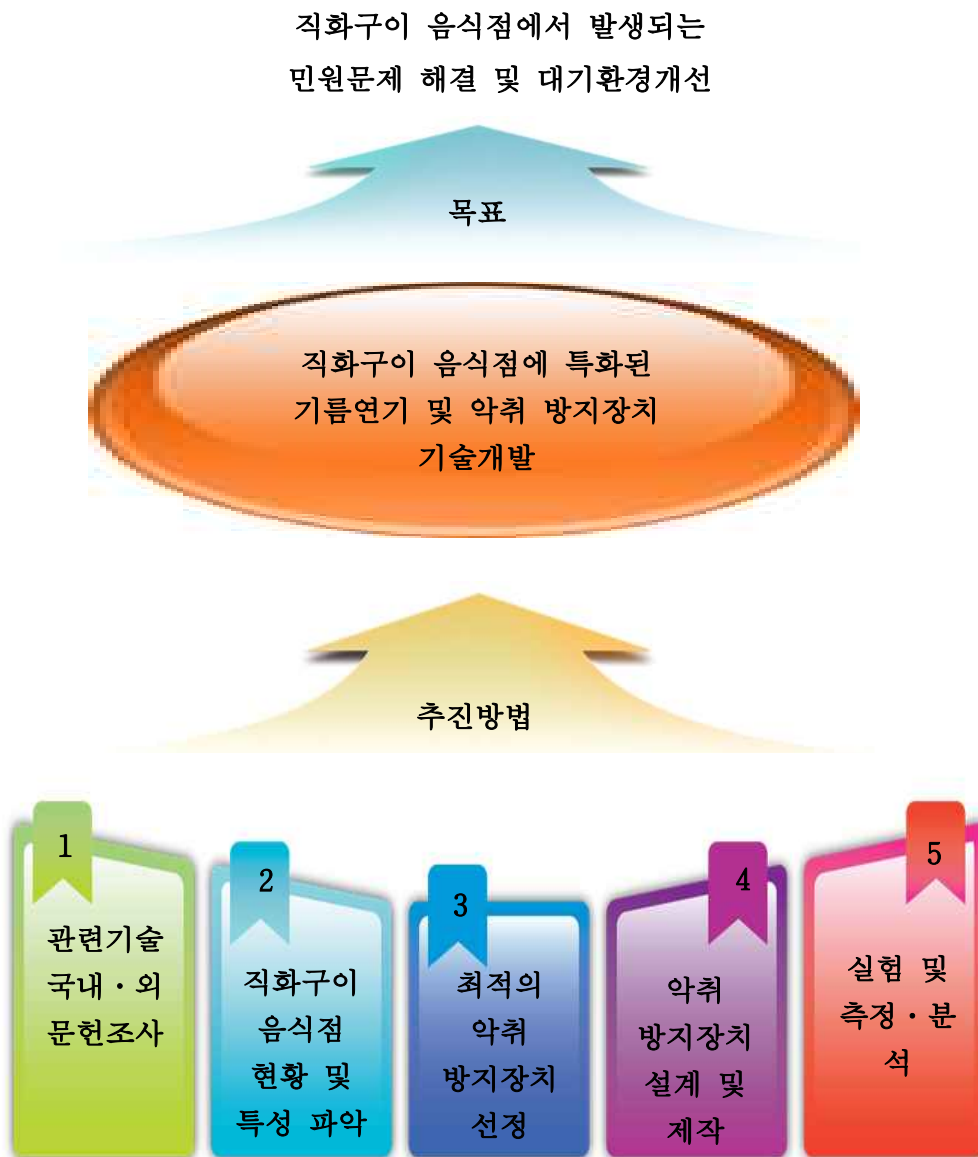 직화구이 음식점에서 발생되는
민원문제 해결 및 대기환경개선
목표
직화구이 음식점에 특화된
기름연기 및 악취 방지장치
기술개발
추진방법
1
관련기술
국내·외
문헌조사
2
직화구이
음식점
현황 및
특성 파악
3
최적의
악취
방지장치
선정
4
악취
방지장치
설계 및
제작
5
실험 및
측정·분
석